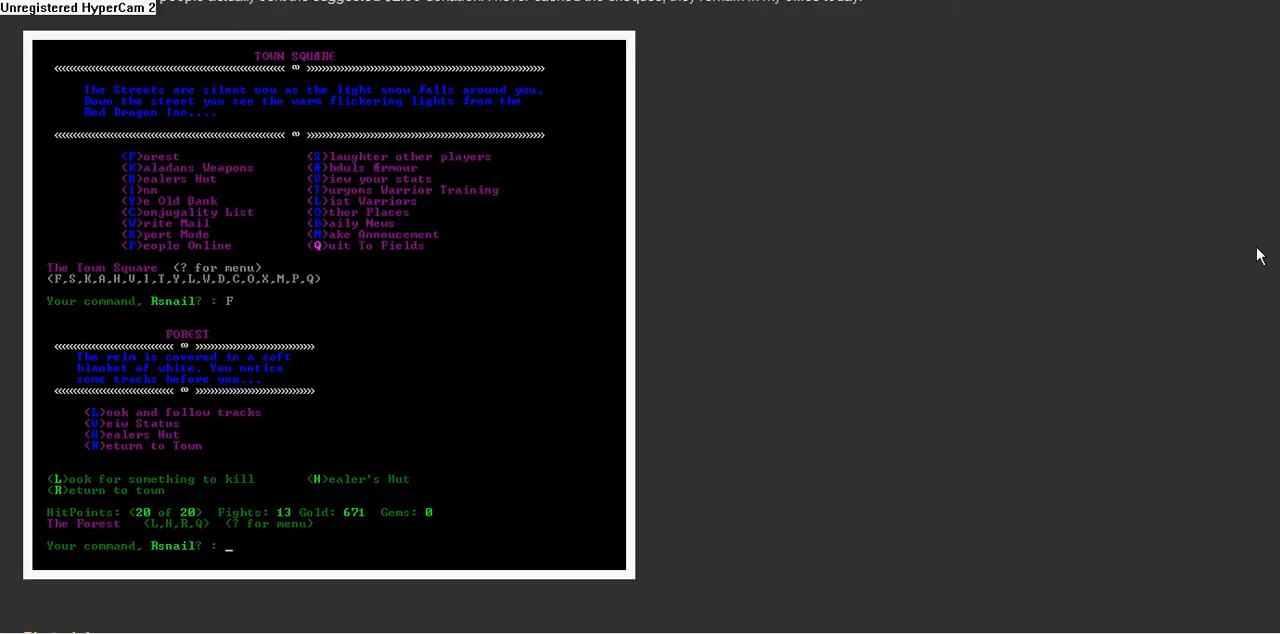 Unregistered HyperCam 2
TOWN SQUÆRE
««««««««««««««««««««««««««««««« ∞ »»»»»»»»»»»»»»»»»»»»»»»»»»»»»»»»
The Streets are silent now as the light snow falls around you.
Down the street you see the warm flickering lights from the
Red Dragon Inn....
««««««««««««««««««««««««««««««« ∞ »»»»»»»»»»»»»»»»»»»»»»»»»»»»»»»»
(F)orest (S)laughter other players
(K)aladans Weapons (Æ)bduls Ærmour
(H)ealers Hut (V)iew your stats
(I)nn (T)urgons Warrior Training
(Y)e Old Bank (L)ist Warriors
(C)onjugality List (O)ther Places
(W)rite Mail (D)aily News
(X)pert Mode (M)ake Annoucement
(P)eople Online (Q)uit To Fields
The Town Square (? for menu)
(F,S,K,A,H,V,I,T,Y,L,W,D,C,O,X,M,P,Q)
Your command, Rsnail? : F
FOREST
«««««««««««««««« ∞ »»»»»»»»»»»»»»»»
The relm is covered in a soft
blanket of white. You notice
some tracks before you...
«««««««««««««««« ∞ »»»»»»»»»»»»»»»»
(L)ook and follow tracks
(V)eiw Status
(H)ealers Hut
(R)eturn to Town
(L)ook for something to kill (H)ealer's Hut
(R)eturn to town
HitPoints: (20 of 20) Fights: 13 Gold: 671 Gems: 0
The Forest (L,H,R,Q) (? for menu)
Your command, Rsnail? : _